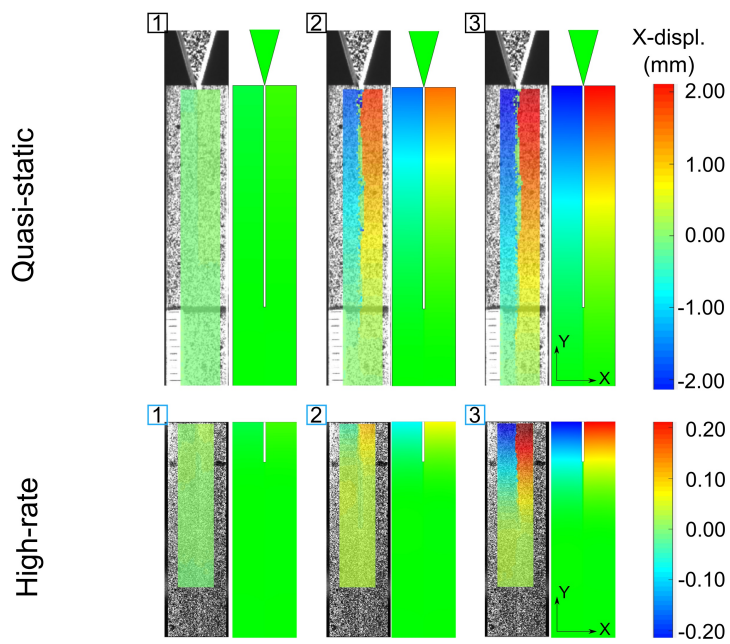 1
2
3
X-displ.
(mm)
Quasi-static
2.00
1.00
0.00
-1.00
-2.00
Y
X
1
2
3
High-rate
0.20
0.10
0.00
-0.10
-0.20
Y
X